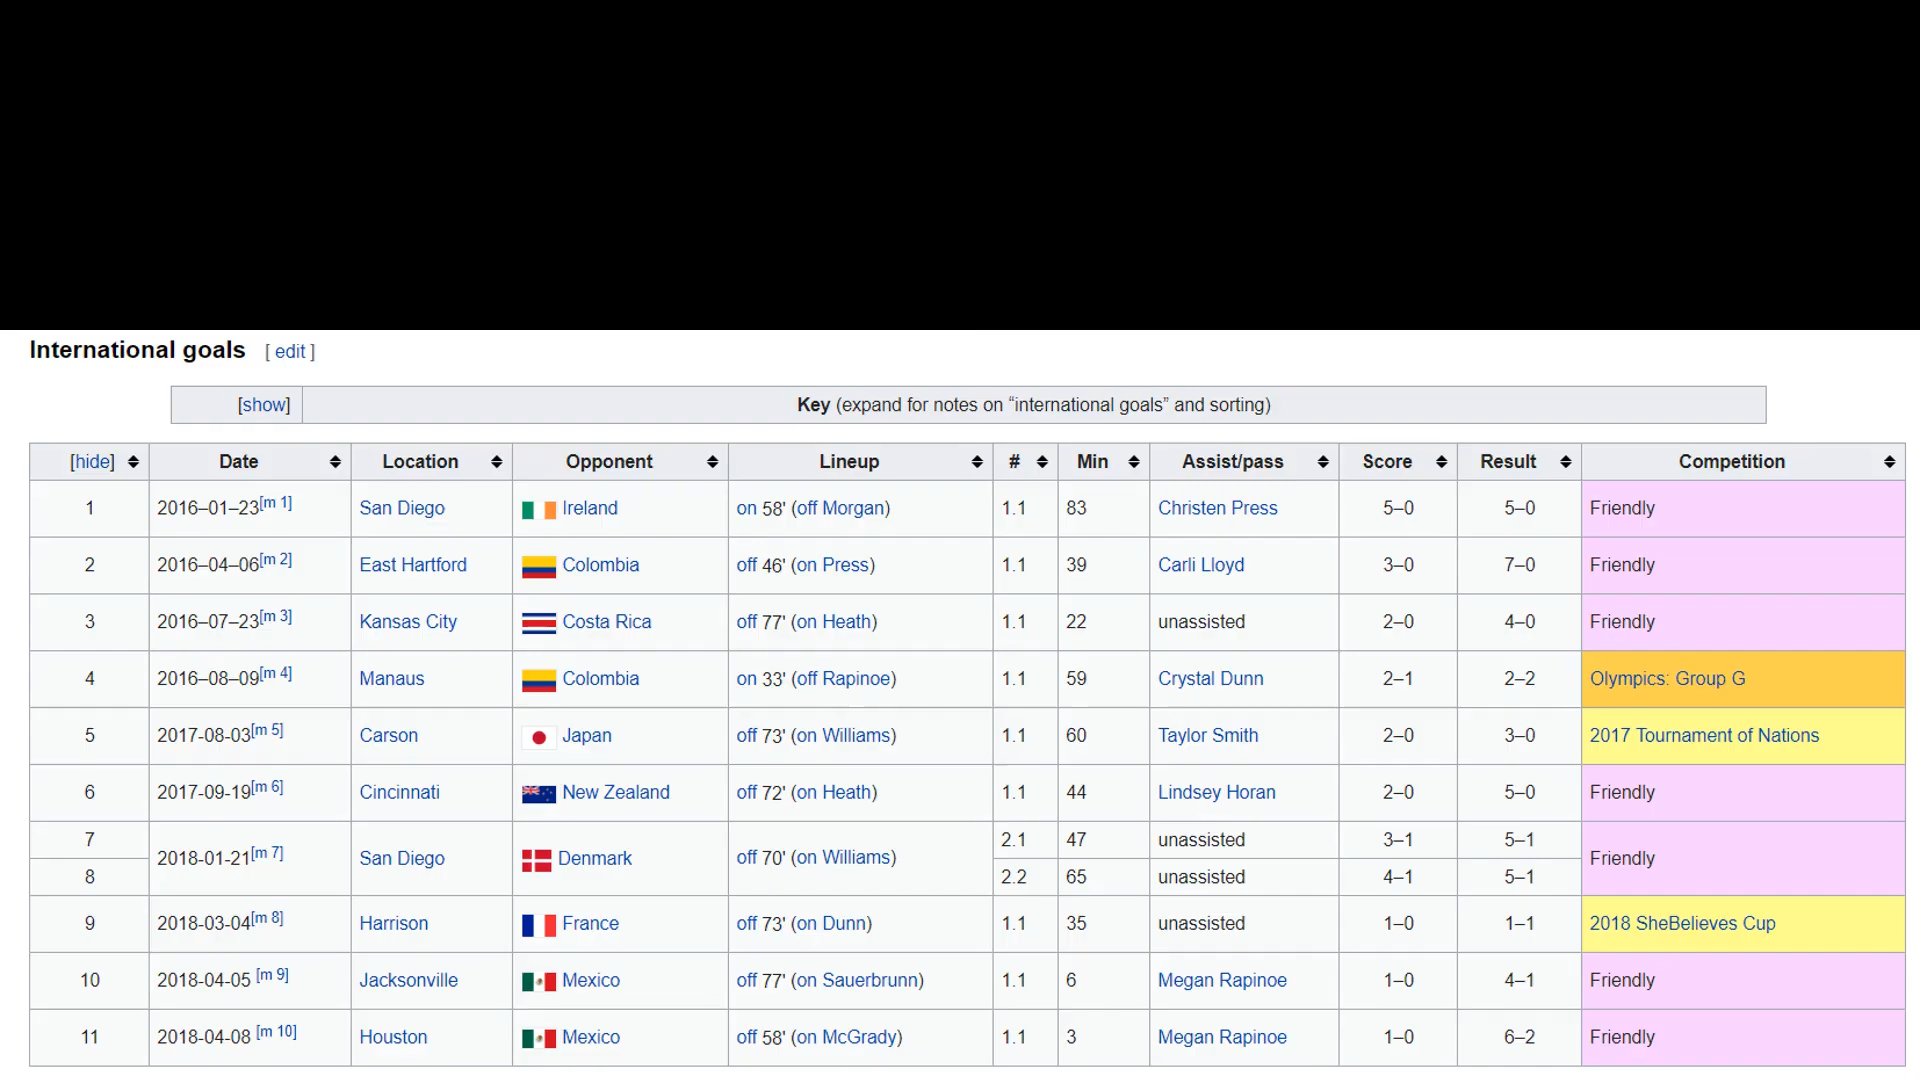 International goals [ edit ]
[show] Key (expand for notes on “international goals” and sorting)
[hide] Date Location Opponent Lineup # Min Assist/pass Score Result Competition
1 2016–01–23[m 1] San Diego Ireland on 58' (off Morgan) 1.1 83 Christen Press 5–0 5–0 Friendly
2 2016–04–06[m 2] East Hartford Colombia off 46' (on Press) 1.1 39 Carli Lloyd 3–0 7–0 Friendly
3 2016–07–23[m 3] Kansas City Costa Rica off 77' (on Heath) 1.1 22 unassisted 2–0 4–0 Friendly
4 2016–08–09[m 4] Manaus Colombia on 33' (off Rapinoe) 1.1 59 Crystal Dunn 2–1 2–2 Olympics: Group G
5 2017-08-03[m 5] Carson Japan off 73' (on Williams) 1.1 60 Taylor Smith 2–0 3–0 2017 Tournament of Nations
6 2017-09-19[m 6] Cincinnati New Zealand off 72' (on Heath) 1.1 44 Lindsey Horan 2–0 5–0 Friendly
7 2018-01-21[m 7] San Diego Denmark off 70' (on Williams) 2.1 47 unassisted 3–1 5–1 Friendly
8 2.2 65 unassisted 4–1 5–1
9 2018-03-04[m 8] Harrison France off 73' (on Dunn) 1.1 35 unassisted 1–0 1–1 2018 SheBelieves Cup
10 2018-04-05 [m 9] Jacksonville Mexico off 77' (on Sauerbrunn) 1.1 6 Megan Rapinoe 1–0 4–1 Friendly
11 2018-04-08 [m 10] Houston Mexico off 58' (on McGrady) 1.1 3 Megan Rapinoe 1–0 6–2 Friendly